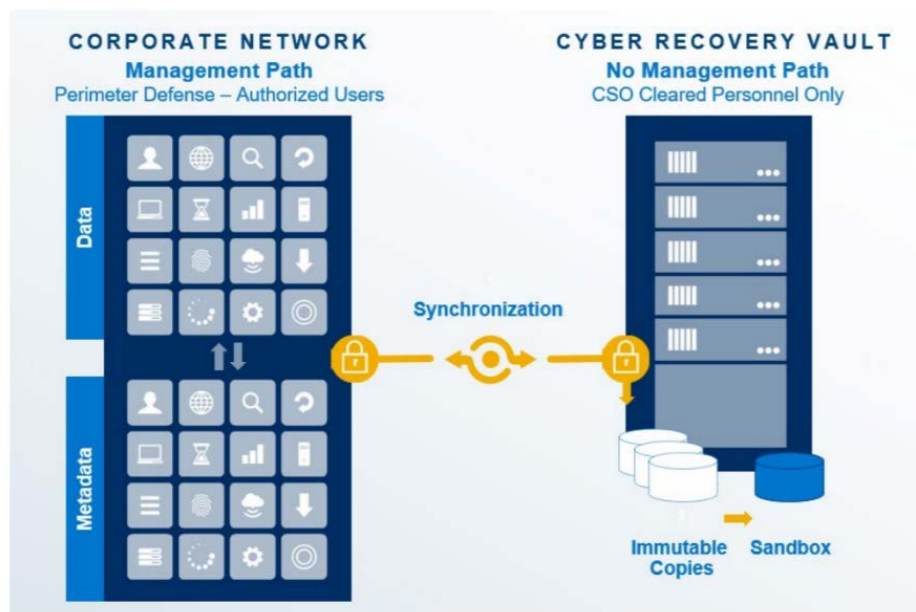 CORPORATE NETWORK
Management Path
Perimeter Defense – Authorized Users
Data
Metadata
Synchronization
CYBER RECOVERY VAULT
No Management Path
CSO Cleared Personnel Only
Immutable
Copies
Sandbox